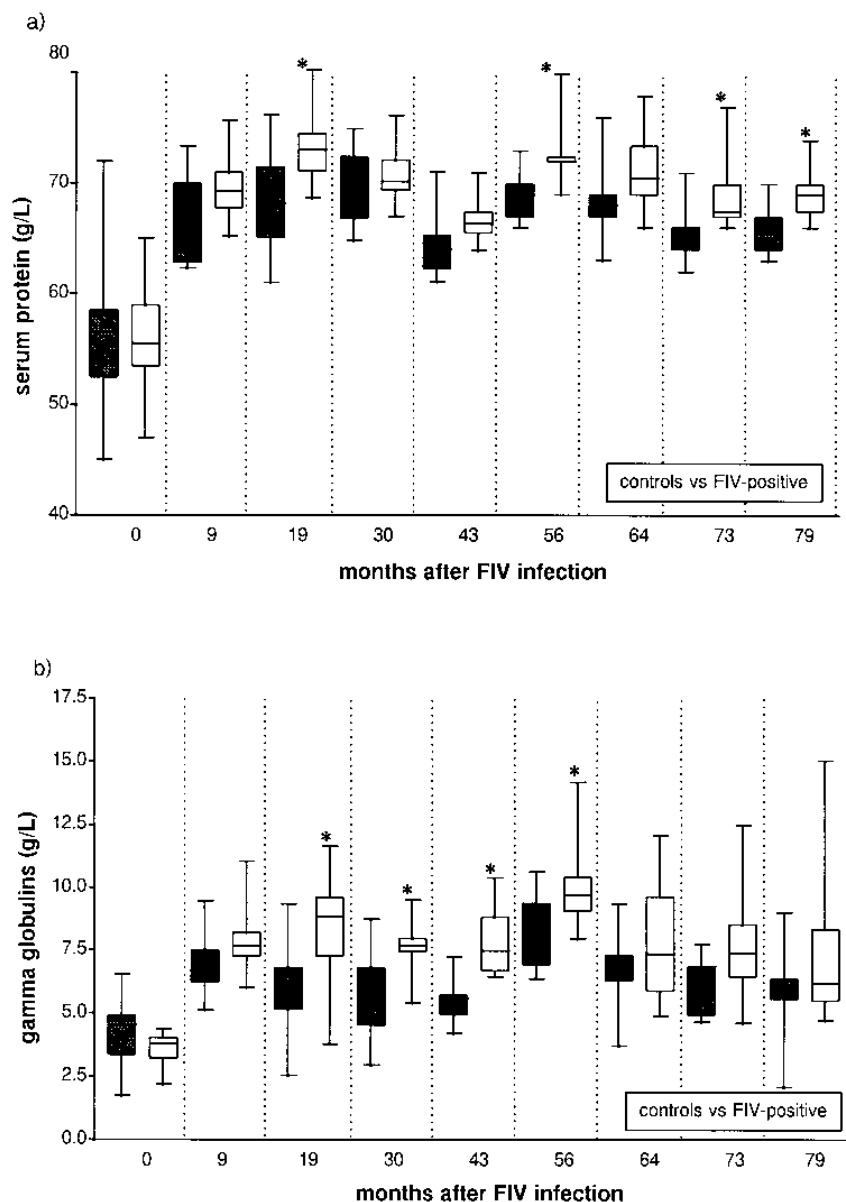 a)
80
70
60
50
40
serum protein (g/L)
* * * *
controls vs FIV-positive
0 9 19 30 43 56 64 73 79
months after FIV infection
b)
17.5
15.0
12.5
10.0
7.5
5.0
2.5
0.0
gamma globulins (g/L)
* * * *
controls vs FIV-positive
0 9 19 30 43 56 64 73 79
months after FIV infection